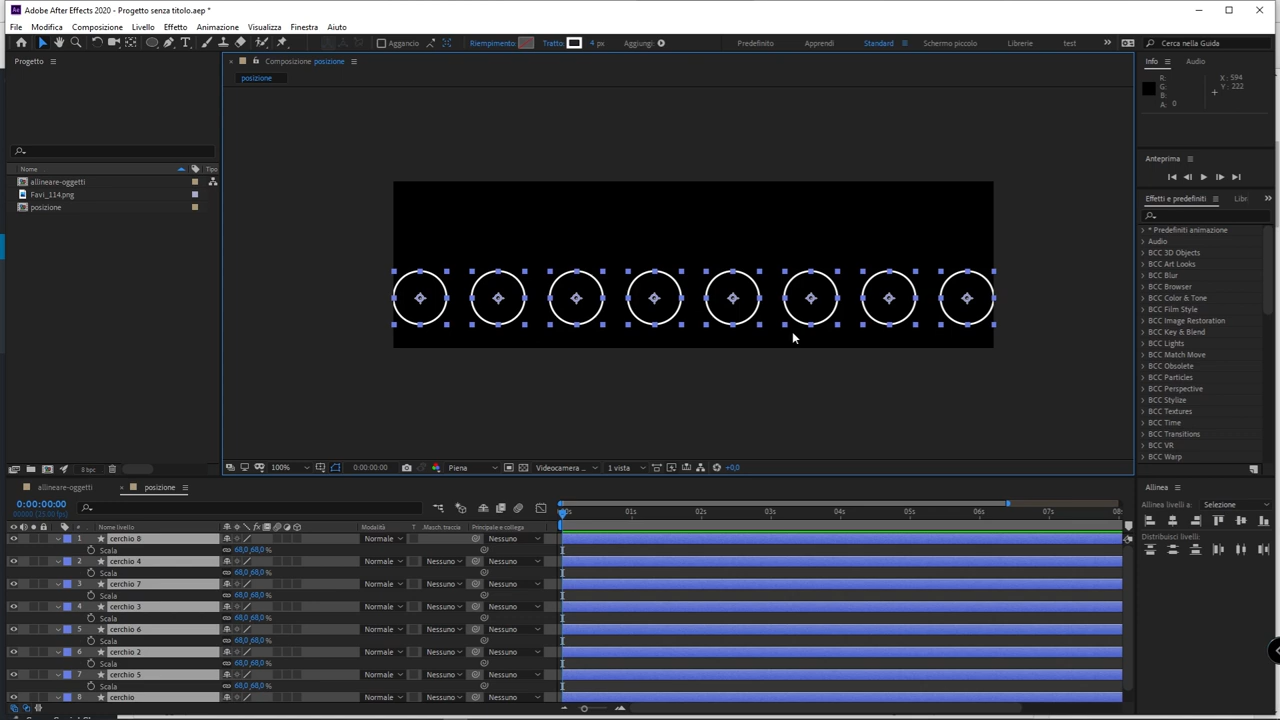 Ae Adobe After Effects 2020 - Progetto senza titolo.aep *
File Modifica Composizione Livello Effetto Animazione Visualizza Finestra Aiuto
Aggancio Riempimento: Tratto: 4 px Aggiungi: Predefinito Apprendi Standard Schermo piccolo Librerie test Cerca nella Guida
Progetto
Composizione posizione
posizione
Info Audio
R:
G:
B:
A: 0
X: 594
Y: 222
Nome Tipo
allineare-oggetti
Favi_114.png
posizione
Anteprima
Effetti e predefiniti Libr
* Predefiniti animazione
Audio
BCC 3D Objects
BCC Art Looks
BCC Blur
BCC Browser
BCC Color & Tone
BCC Film Style
BCC Image Restoration
BCC Key & Blend
BCC Lights
BCC Match Move
BCC Obsolete
BCC Particles
BCC Perspective
BCC Stylize
BCC Textures
BCC Time
BCC Transitions
BCC VR
BCC Warp
8 bpc
100% 0:00:00:00 Piena Videocamera ... 1 vista +0,0
allineare-oggetti posizione
0:00:00:00
00000 (25.00 fps)
# Nome livello Modalità T Masch. traccia Principale e collega
01s 02s 03s 04s 05s 06s 07s 08s
1 cerchio 8 Normale Nessuno
Scala 68,0,68,0%
2 cerchio 4 Normale Nessuno Nessuno
Scala 68,0,68,0%
3 cerchio 7 Normale Nessuno Nessuno
Scala 68,0,68,0%
4 cerchio 3 Normale Nessuno Nessuno
Scala 68,0,68,0%
5 cerchio 6 Normale Nessuno Nessuno
Scala 68,0,68,0%
6 cerchio 2 Normale Nessuno Nessuno
Scala 68,0,68,0%
7 cerchio 5 Normale Nessuno Nessuno
Scala 68,0,68,0%
8 cerchio Normale Nessuno Nessuno
Allinea
Allinea livelli a: Selezione
Distribuisci livelli: